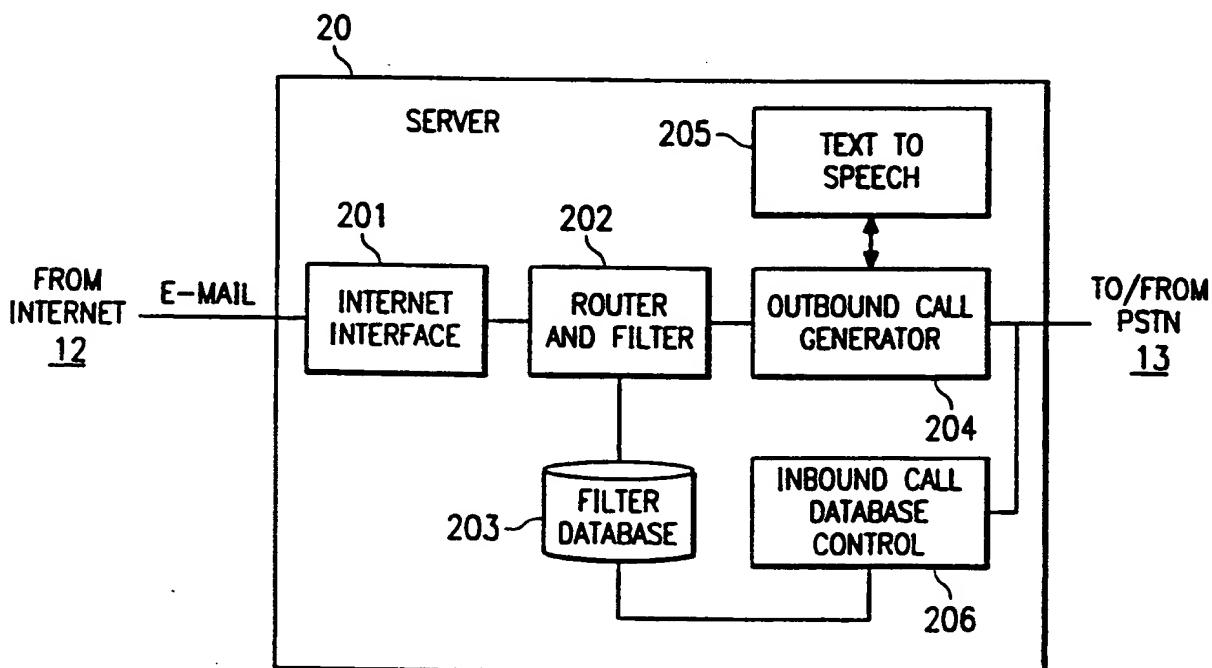 20
SERVER
205
TEXT TO
SPEECH
201
202
FROM
INTERNET
12
E-MAIL
INTERNET
INTERFACE
ROUTER
AND FILTER
OUTBOUND CALL
GENERATOR
TO/FROM
PSTN
13
204
203
FILTER
DATABASE
INBOUND CALL
DATABASE
CONTROL
206